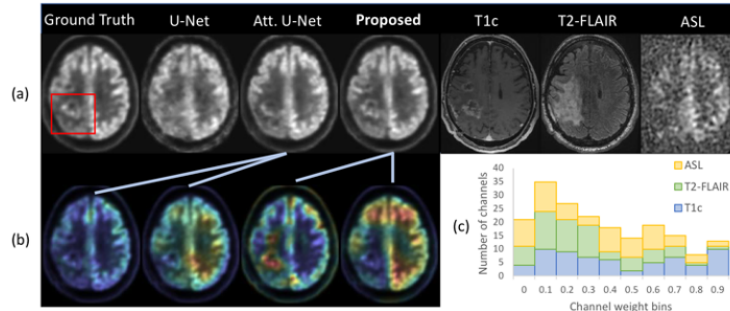 Ground Truth U-Net Att. U-Net Proposed T1c T2-FLAIR ASL
(a)
(b)
(c)
Number of channels
40
35
30
25
20
15
10
5
0
ASL
T2-FLAIR
T1c
0 0.1 0.2 0.3 0.4 0.5 0.6 0.7 0.8 0.9
Channel weight bins